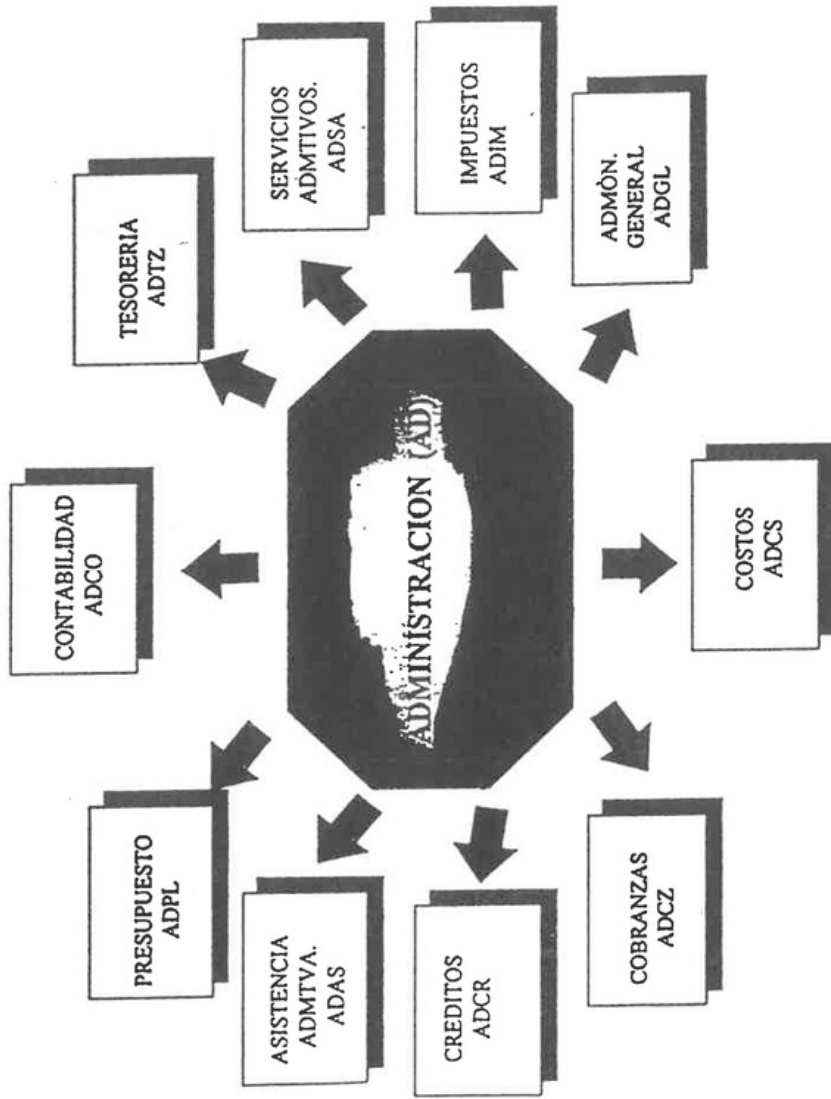 CONTABILIDAD
ADCO
PRESUPUESTO
ADPL
TESORERIA
ADTZ
ASISTENCIA
ADMTVA.
ADAS
SERVICIOS
ADMTIVOS.
ADSA
ADMINISTRACION (AD)
CREDITOS
ADCR
IMPUESTOS
ADIM
COBRANZAS
ADCZ
ADMÒN.
GENERAL
ADGL
COSTOS
ADCS